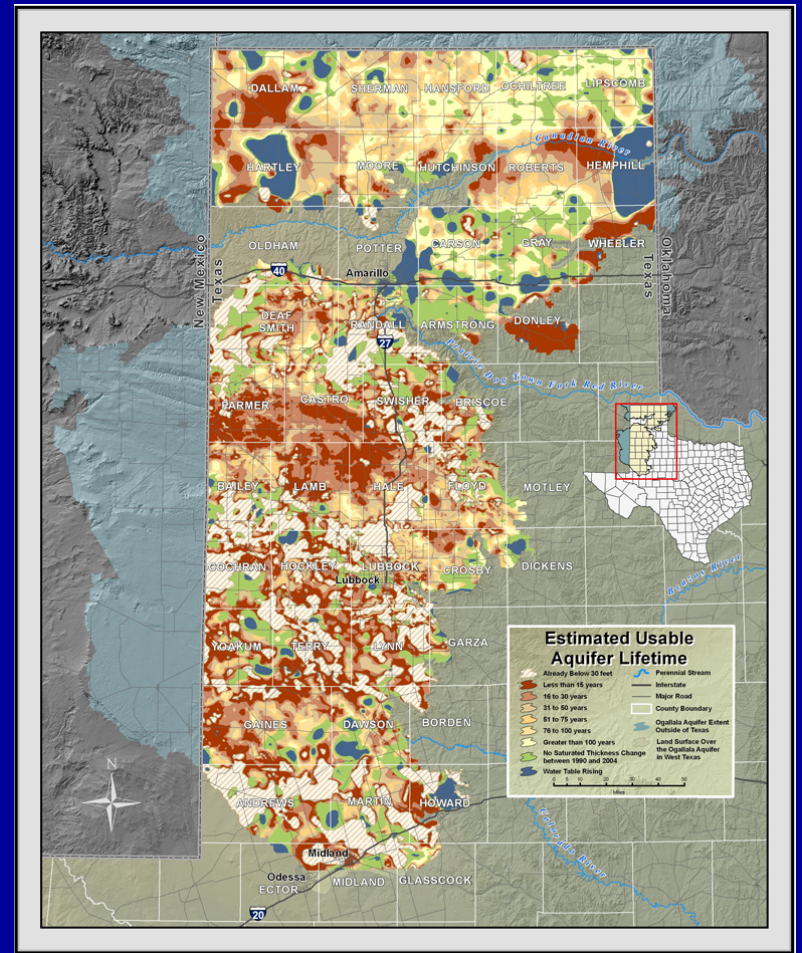 DALLAM
SHERMAN
HANSFORD
OCHILTREE
LIPSCOMB
Canadian River
HARTLEY
MOORE
HUTCHINSON
ROBERTS
HEMPHILL
New Mexico
Texas
OLDHAM
POTTER
CARSON
GRAY
WHEELER
Oklahoma
Texas
40
Amarillo
DEAF
SMITH
RANDALL
ARMSTRONG
DONLEY
27
Prairie Dog Town Fork Red River
PARMER
CASTRO
SWISHER
BRISCOE
BAILEY
LAMB
HALE
FLOYD
MOTLEY
COCHRAN
HOCKLEY
LUBBOCK
CROSBY
DICKENS
Lubbock
Brazos River
YOAKUM
TERRY
LYNN
GARZA
GAINES
DAWSON
BORDEN
N
ANDREWS
MARTIN
HOWARD
Colorado River
Midland
Odessa
ECTOR
MIDLAND
GLASSCOCK
20
Estimated Usable
Aquifer Lifetime
Already Below 30 feet
Less than 15 years
16 to 30 years
31 to 50 years
51 to 75 years
76 to 100 years
Greater than 100 years
No Saturated Thickness Change
between 1990 and 2004
Water Table Rising
Perennial Stream
Interstate
Major Road
County Boundary
Ogallala Aquifer Extent
Outside of Texas
Land Surface Over
the Ogallala Aquifer
in West Texas
0 5 10 20 30 40 50
Miles